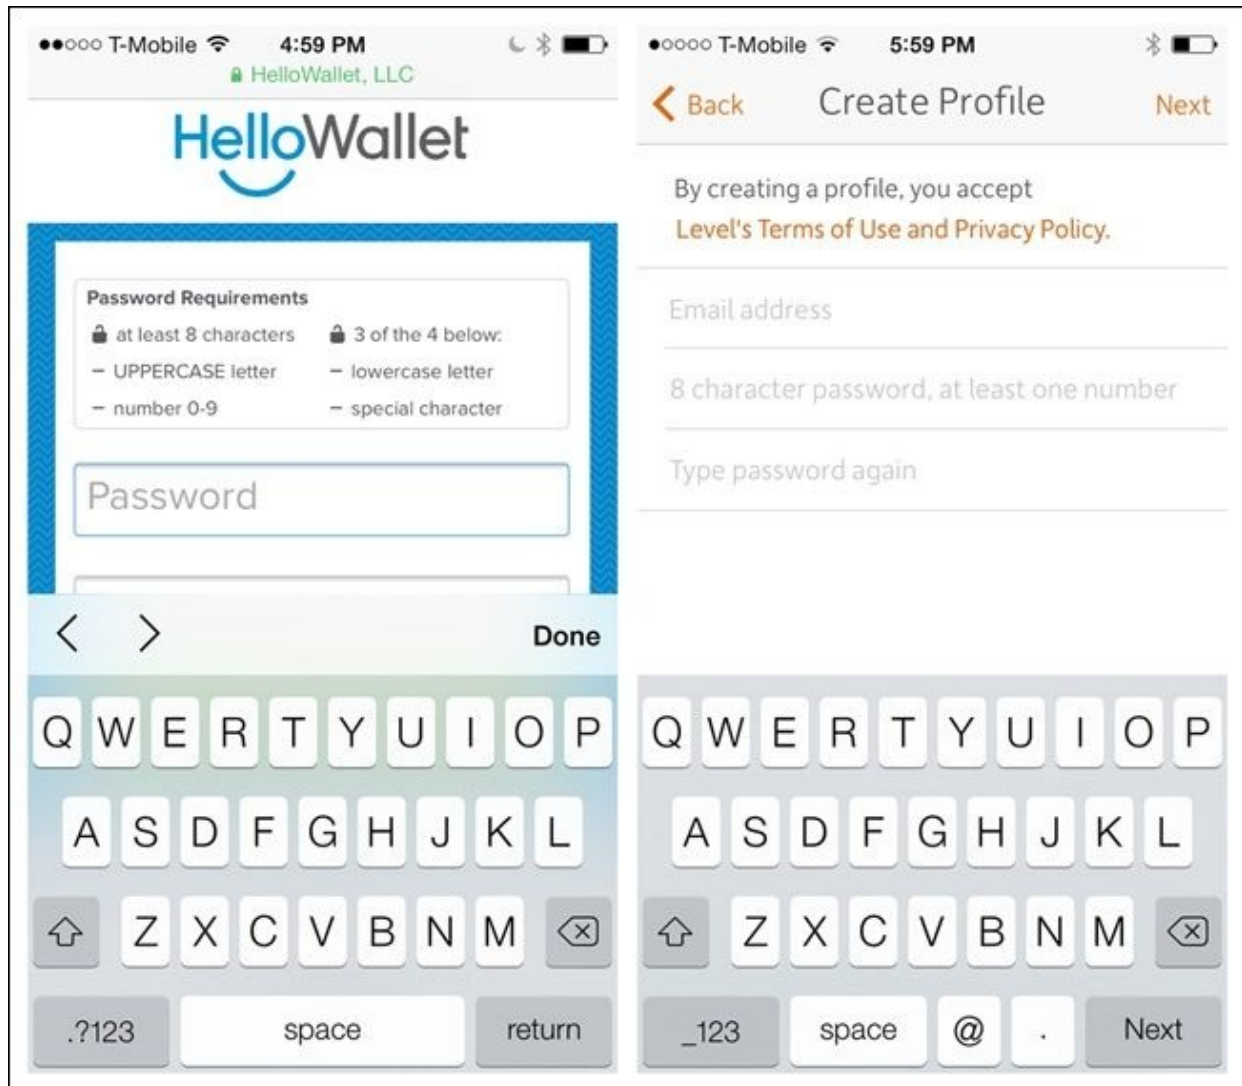 T-Mobile 4:59 PM
HelloWallet, LLC
HelloWallet
Password Requirements
at least 8 characters 3 of the 4 below:
– UPPERCASE letter – lowercase letter
– number 0-9 – special character
Password
Done
Q W E R T Y U I O P
A S D F G H J K L
Z X C V B N M
.?123 space return
T-Mobile 5:59 PM
Back Create Profile Next
By creating a profile, you accept
Level's Terms of Use and Privacy Policy.
Email address
8 character password, at least one number
Type password again
Q W E R T Y U I O P
A S D F G H J K L
Z X C V B N M
_123 space @ . Next